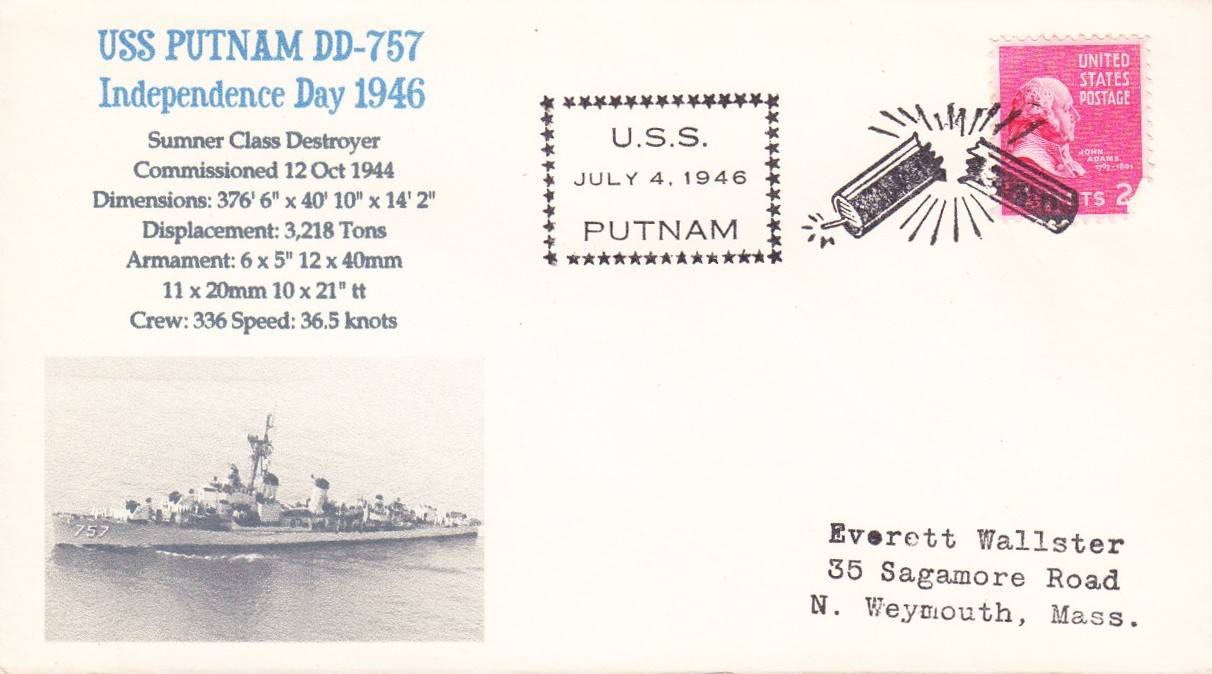 USS PUTNAM DD-757
Independence Day 1946
Sumner Class Destroyer
Commissioned 12 Oct 1944
Dimensions: 376' 6" x 40' 10" x 14' 2"
Displacement: 3,218 Tons
Armament: 6 x 5" 12 x 40mm
11 x 20mm 10 x 21" tt
Crew: 336 Speed: 36.5 knots
757
U.S.S.
JULY 4, 1946
PUTNAM
UNITED
STATES
POSTAGE
JOHN
ADAMS
1797-1801
TS 2
Everett Wallster
35 Sagamore Road
N. Weymouth, Mass.